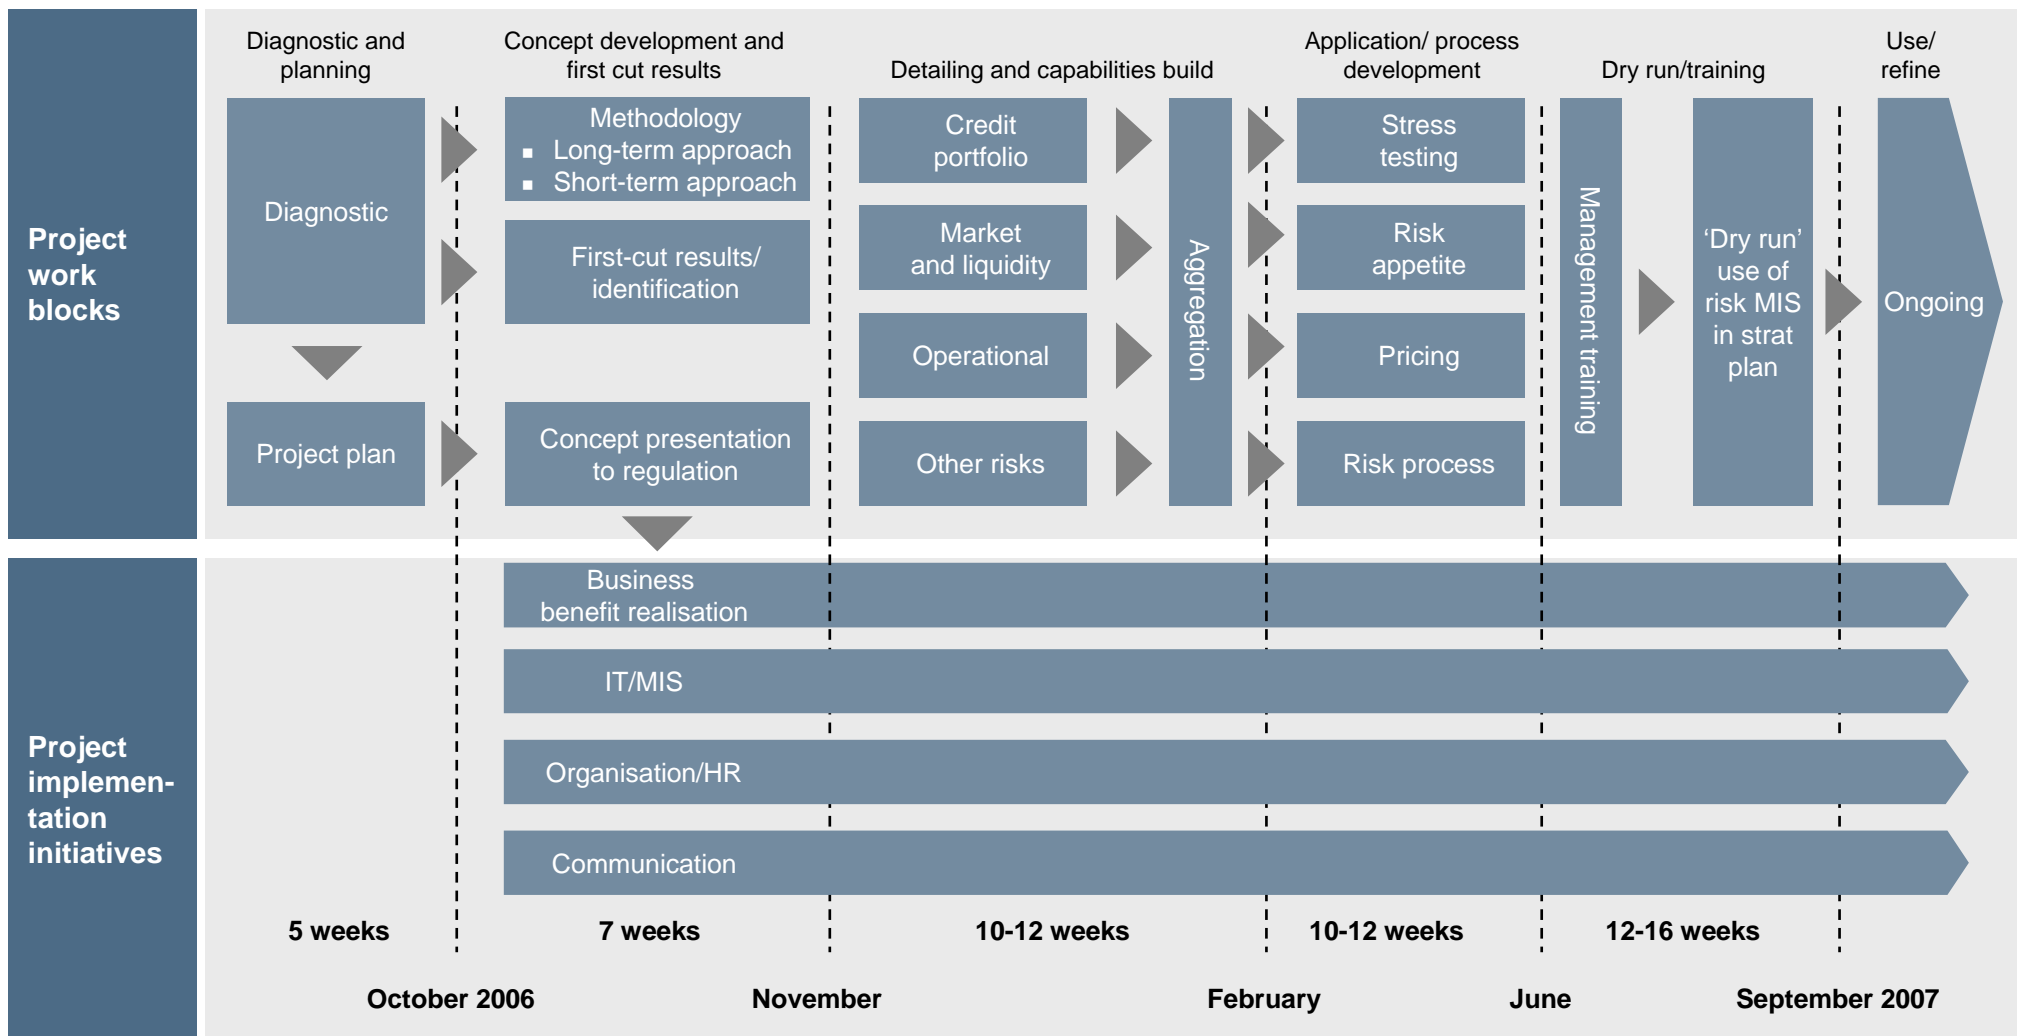 Project
work
blocks
Diagnostic and
planning
Concept development and
first cut results
Detailing and capabilities build
Application/ process
development
Dry run/training
Use/
refine
Diagnostic
Project plan
Methodology
▪ Long-term approach
▪ Short-term approach
First-cut results/
identification
Concept presentation
to regulation
Credit
portfolio
Market
and liquidity
Operational
Other risks
Aggregation
Stress
testing
Risk
appetite
Pricing
Risk process
Management training
‘Dry run’
use of
risk MIS
in strat
plan
Ongoing
Project
implemen-
tation
initiatives
Business
benefit realisation
IT/MIS
Organisation/HR
Communication
5 weeks
7 weeks
10-12 weeks
10-12 weeks
12-16 weeks
October 2006
November
February
June
September 2007